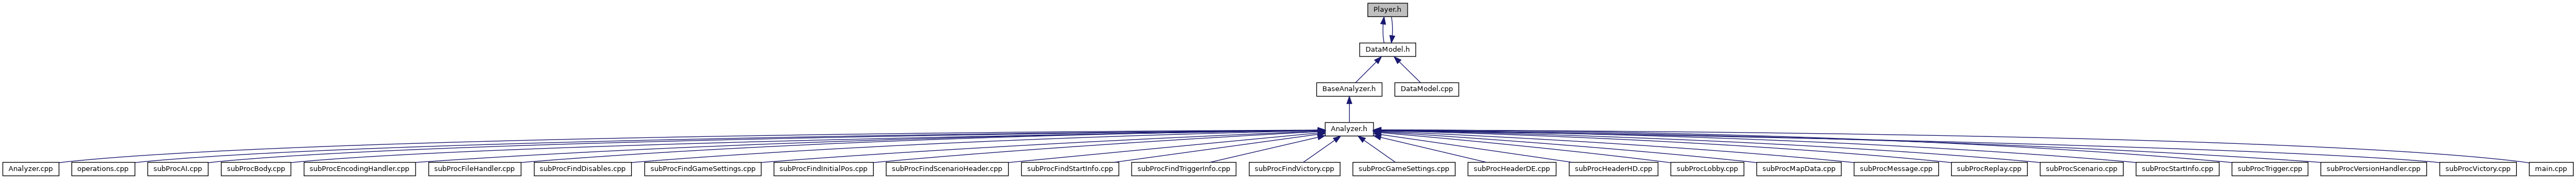 Player.h
DataModel.h
BaseAnalyzer.h
DataModel.cpp
Analyzer.h
Analyzer.cpp
operations.cpp
subProcAI.cpp
subProcBody.cpp
subProcEncodingHandler.cpp
subProcFileHandler.cpp
subProcFindDisables.cpp
subProcFindGameSettings.cpp
subProcFindInitialPos.cpp
subProcFindScenarioHeader.cpp
subProcFindStartInfo.cpp
subProcFindTriggerInfo.cpp
subProcFindVictory.cpp
subProcGameSettings.cpp
subProcHeaderDE.cpp
subProcHeaderHD.cpp
subProcLobby.cpp
subProcMapData.cpp
subProcMessage.cpp
subProcReplay.cpp
subProcScenario.cpp
subProcStartInfo.cpp
subProcTrigger.cpp
subProcVersionHandler.cpp
subProcVictory.cpp
main.cpp